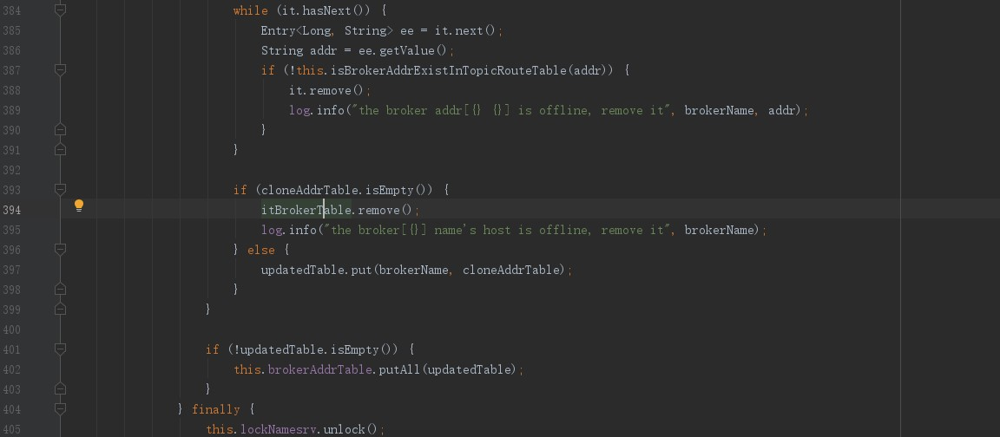 384 while (it.hasNext()) {
385 Entry<Long, String> ee = it.next();
386 String addr = ee.getValue();
387 if (!this.isBrokerAddrExistInTopicRouteTable(addr)) {
388 it.remove();
389 log.info("the broker addr[{} {}] is offline, remove it", brokerName, addr);
390 }
391 }
392
393 if (cloneAddrTable.isEmpty()) {
394 itBrokerTable.remove();
395 log.info("the broker[{}] name's host is offline, remove it", brokerName);
396 } else {
397 updatedTable.put(brokerName, cloneAddrTable);
398 }
399 }
400
401 if (!updatedTable.isEmpty()) {
402 this.brokerAddrTable.putAll(updatedTable);
403 }
404 } finally {
405 this.lockNamesrv.unlock();